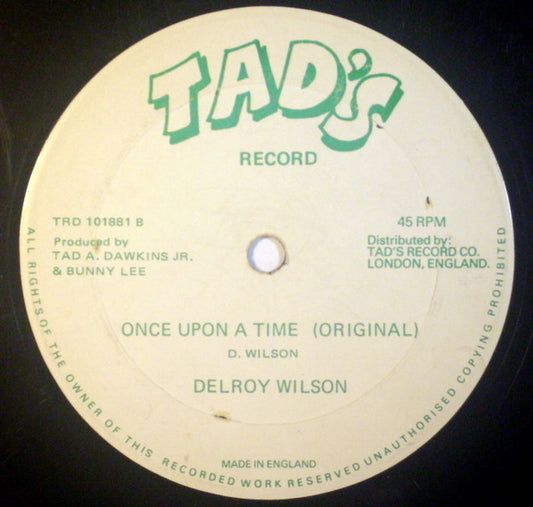 TAD'S
RECORD
TRD 101881 B
Produced by
TAD A. DAWKINS JR.
& BUNNY LEE
45 RPM
Distributed by:
TAD'S RECORD CO.
LONDON, ENGLAND.
ONCE UPON A TIME (ORIGINAL)
D. WILSON
DELROY WILSON
MADE IN ENGLAND
ALL RIGHTS OF THE OWNER OF THIS RECORDED WORK RESERVED UNAUTHORISED COPYING PROHIBITED